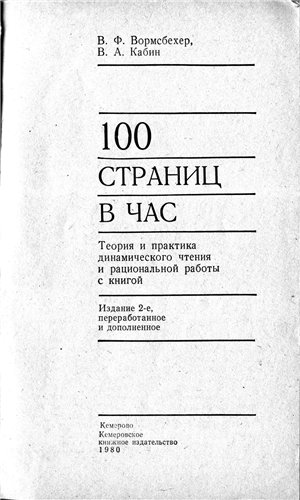 В. Ф. Вормсбехер,
В. А. Кабин
100
СТРАНИЦ
В ЧАС
Теория и практика
динамического чтения
и рациональной работы
с книгой
Издание 2-е,
переработанное
и дополненное
Кемерово
Кемеровское
книжное издательство
1980